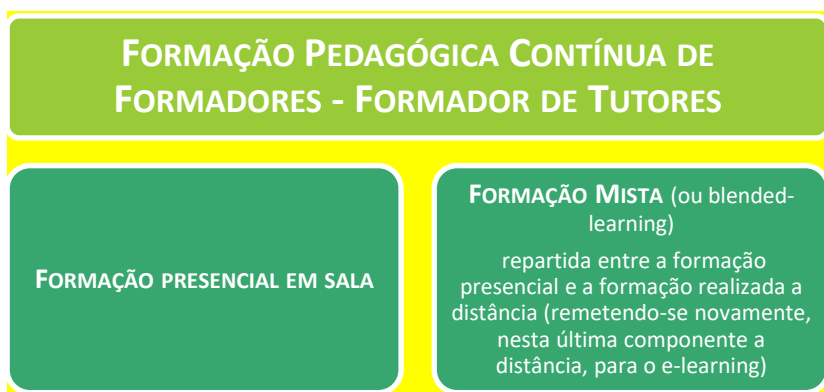 FORMAÇÃO PEDAGÓGICA CONTÍNUA DE
FORMADORES - FORMADOR DE TUTORES
FORMAÇÃO PRESENCIAL EM SALA
FORMAÇÃO MISTA (ou blended-
learning)
repartida entre a formação
presencial e a formação realizada a
distância (remetendo-se novamente,
nesta última componente a
distância, para o e-learning)